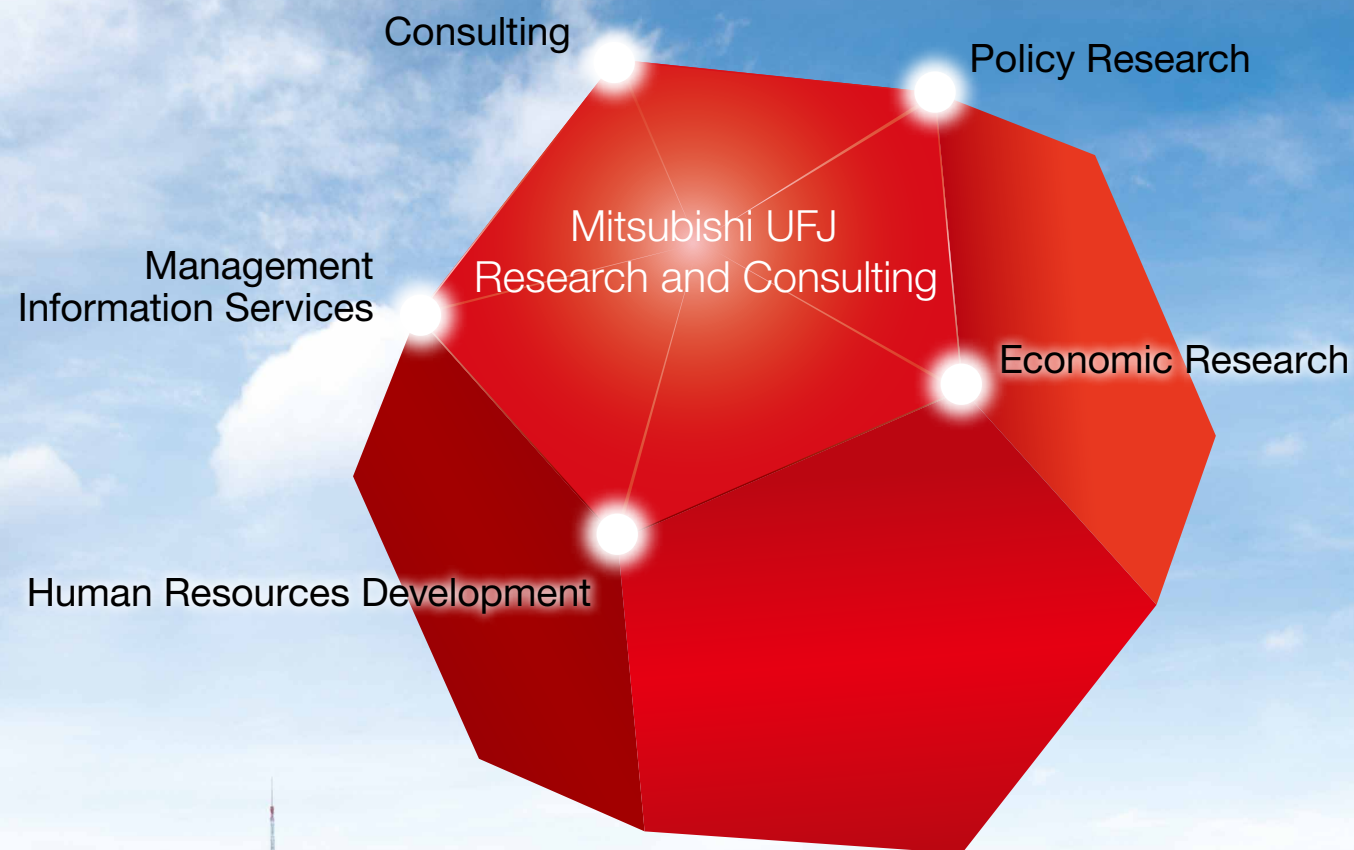 Consulting
Policy Research
Mitsubishi UFJ
Research and Consulting
Management
Information Services
Economic Research
Human Resources Development